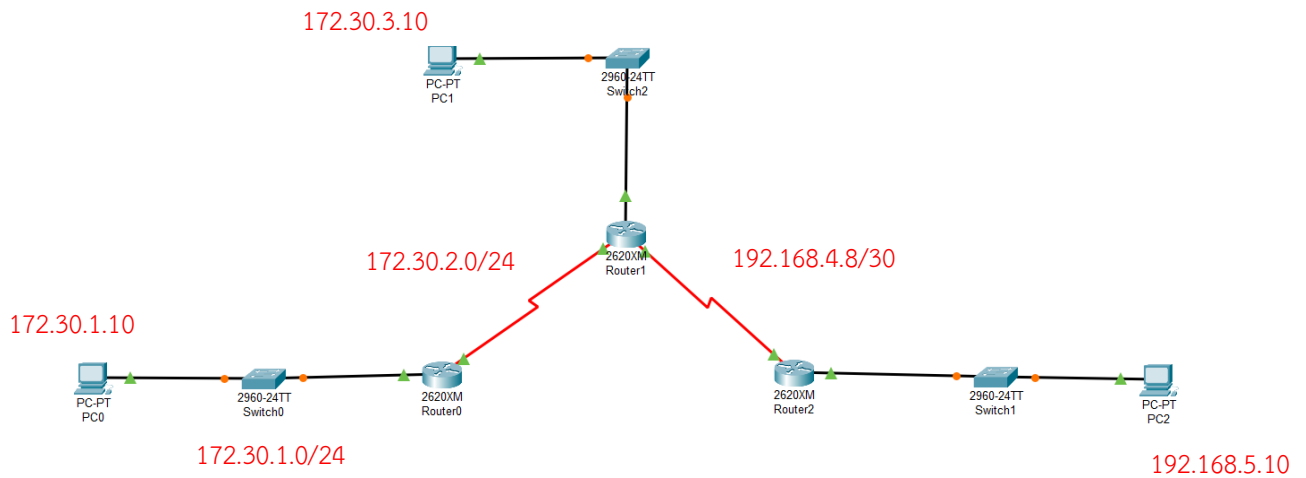 172.30.3.10
PC-PT
PC1
2960-24TT
Switch2
172.30.2.0/24
2620XM
Router1
192.168.4.8/30
172.30.1.10
PC-PT
PC0
2960-24TT
Switch0
2620XM
Router0
2620XM
Router2
2960-24TT
Switch1
PC-PT
PC2
172.30.1.0/24
192.168.5.10